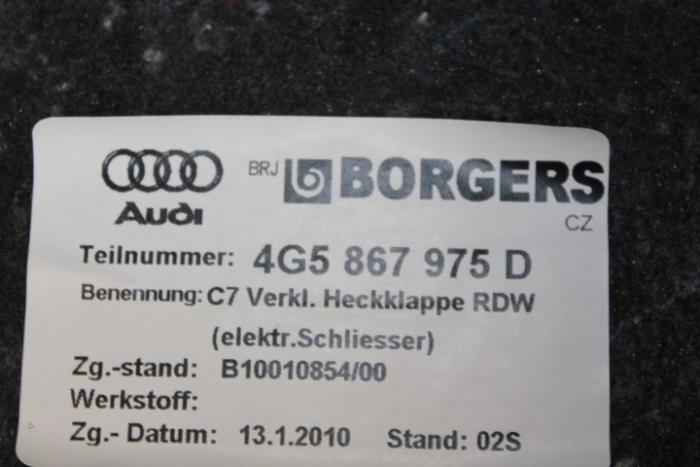 BRJ BORGERS
Audi CZ
Teilnummer: 4G5 867 975 D
Benennung: C7 Verkl. Heckklappe RDW
(elektr.Schliesser)
Zg.-stand: B10010854/00
Werkstoff:
Zg.- Datum: 13.1.2010 Stand: 02S